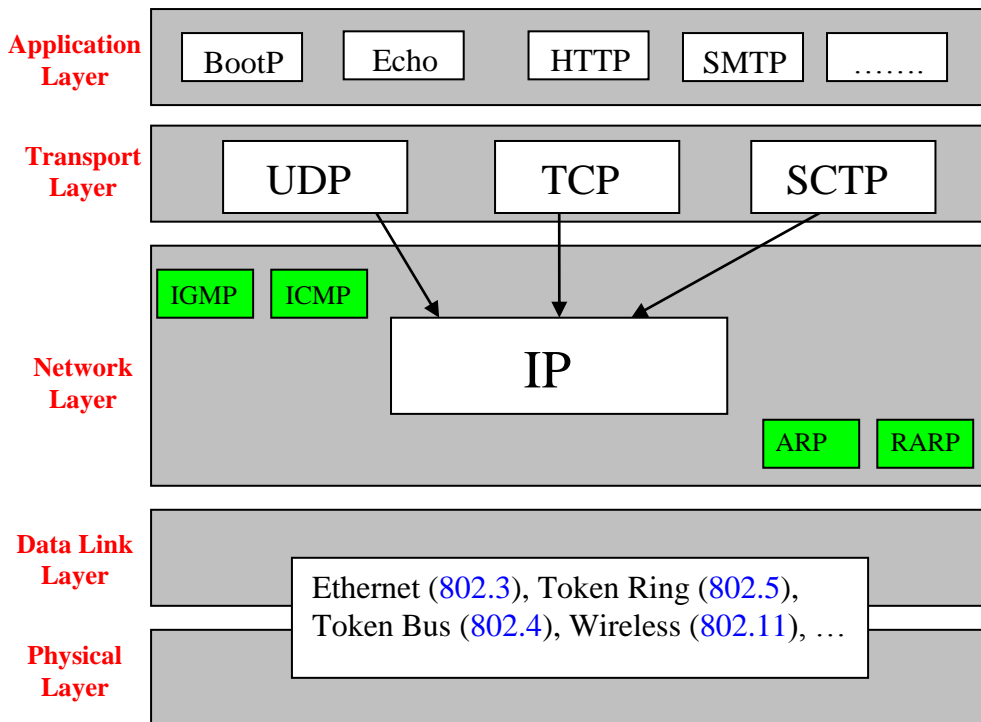 Application
Layer
BootP
Echo
HTTP
SMTP
…….
Transport
Layer
UDP
TCP
SCTP
Network
Layer
IGMP
ICMP
IP
ARP
RARP
Data Link
Layer
Ethernet (802.3), Token Ring (802.5),
Token Bus (802.4), Wireless (802.11), …
Physical
Layer